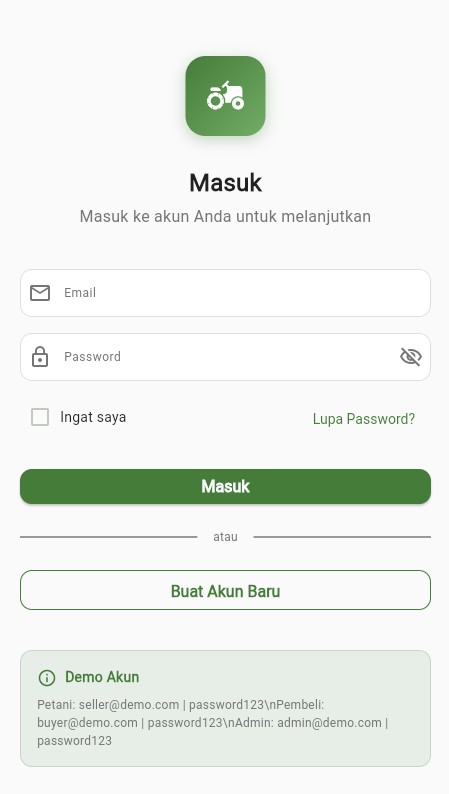 Masuk
Masuk ke akun Anda untuk melanjutkan
Email
Password
Ingat saya
Lupa Password?
Masuk
atau
Buat Akun Baru
Demo Akun
Petani: seller@demo.com | password123\nPembeli:
buyer@demo.com | password123\nAdmin: admin@demo.com |
password123